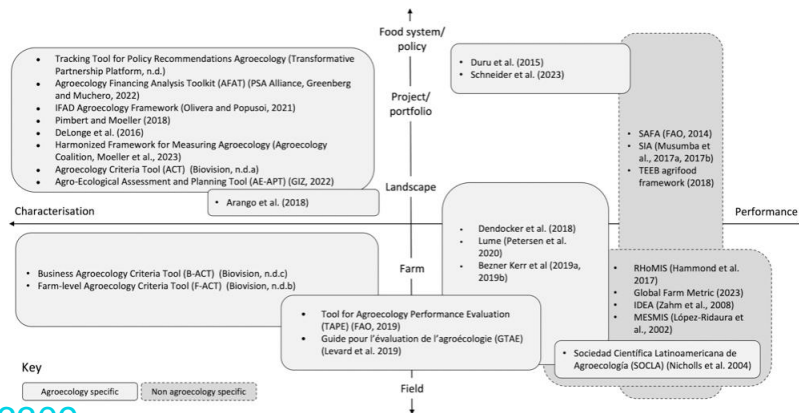 Food system/
policy
Project/
portfolio
Landscape
Farm
Field
Characterisation
Performance
• Tracking Tool for Policy Recommendations Agroecology (Transformative
Partnership Platform, n.d.)
• Agroecology Financing Analysis Toolkit (AFAT) (PSA Alliance, Greenberg
and Muchero, 2022)
• IFAD Agroecology Framework (Olivera and Popusoi, 2021)
• Pimbert and Moeller (2018)
• DeLonge et al. (2016)
• Harmonized Framework for Measuring Agroecology (Agroecology
Coalition, Moeller et al., 2023)
• Agroecology Criteria Tool (ACT) (Biovision, n.d.a)
• Agro-Ecological Assessment and Planning Tool (AE-APT) (GIZ, 2022)
• Arango et al. (2018)
• Duru et al. (2015)
• Schneider et al. (2023)
• SAFA (FAO, 2014)
• SIA (Musumba et
al., 2017a, 2017b)
• TEEB agrifood
framework
(2018)
• Dendocker et al. (2018)
• Lume (Petersen et al.
2020)
• Bezner Kerr et al (2019a,
2019b)
• Business Agroecology Criteria Tool (B-ACT) (Biovision, n.d.c)
• Farm-level Agroecology Criteria Tool (F-ACT) (Biovision, n.d.b)
• RHoMIS (Hammond et al.
2017)
• Global Farm Metric (2023)
• IDEA (Zahm et al., 2008)
• MESMIS (López-Ridaura et
al., 2002)
• Tool for Agroecology Performance Evaluation
(TAPE) (FAO, 2019)
• Guide pour l'évaluation de l'agroécologie (GTAE)
(Levard et al. 2019)
• Sociedad Científica Latinoamericana de
Agroecología (SOCLA) (Nicholls et al. 2004)
Key
Agroecology specific
Non agroecology specific